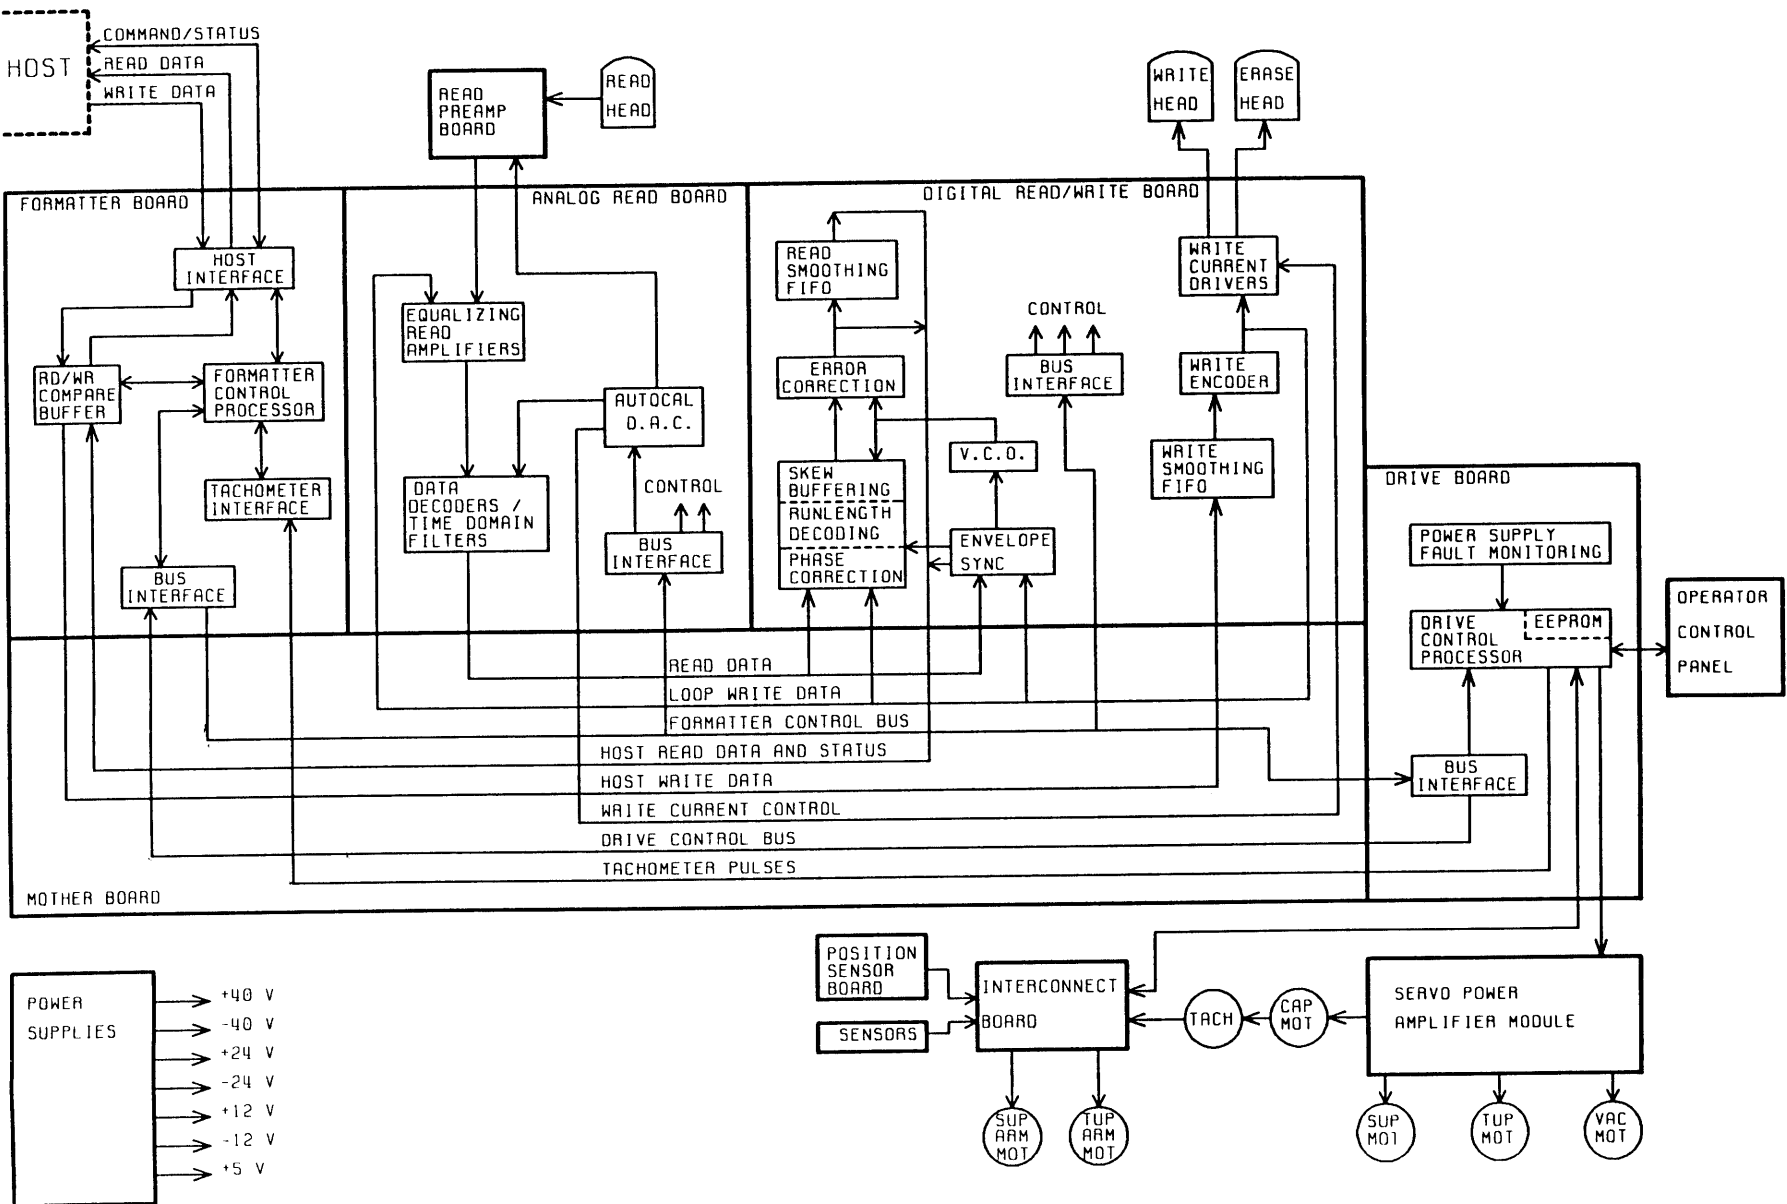 COMMAND/STATUS
HOST
READ DATA
WRITE DATA
READ
PREAMP
BOARD
READ
HEAD
WRITE
HEAD
ERASE
HEAD
FORMATTER BOARD
ANALOG READ BOARD
DIGITAL READ/WRITE BOARD
HOST
INTERFACE
RD/WR
COMPARE
BUFFER
FORMATTER
CONTROL
PROCESSOR
TACHOMETER
INTERFACE
BUS
INTERFACE
EQUALIZING
READ
AMPLIFIERS
AUTOCAL
D.A.C.
DATA
DECODERS /
TIME DOMAIN
FILTERS
CONTROL
BUS
INTERFACE
READ
SMOOTHING
FIFO
ERROR
CORRECTION
SKEW
BUFFERING
RUNLENGTH
DECODING
PHASE
CORRECTION
V.C.O.
ENVELOPE
SYNC
CONTROL
BUS
INTERFACE
WRITE
CURRENT
DRIVERS
WRITE
ENCODER
WRITE
SMOOTHING
FIFO
DRIVE BOARD
POWER SUPPLY
FAULT MONITORING
DRIVE
CONTROL
PROCESSOR
EEPROM
OPERATOR
CONTROL
PANEL
BUS
INTERFACE
READ DATA
LOOP WRITE DATA
FORMATTER CONTROL BUS
HOST READ DATA AND STATUS
HOST WRITE DATA
WRITE CURRENT CONTROL
DRIVE CONTROL BUS
TACHOMETER PULSES
MOTHER BOARD
POWER
SUPPLIES
+40 V
-40 V
+24 V
-24 V
+12 V
-12 V
+5 V
POSITION
SENSOR
BOARD
SENSORS
INTERCONNECT
BOARD
TACH
CAP
MOT
SERVO POWER
AMPLIFIER MODULE
SUP
ARM
MOT
TUP
ARM
MOT
SUP
MOT
TUP
MOT
VAC
MOT